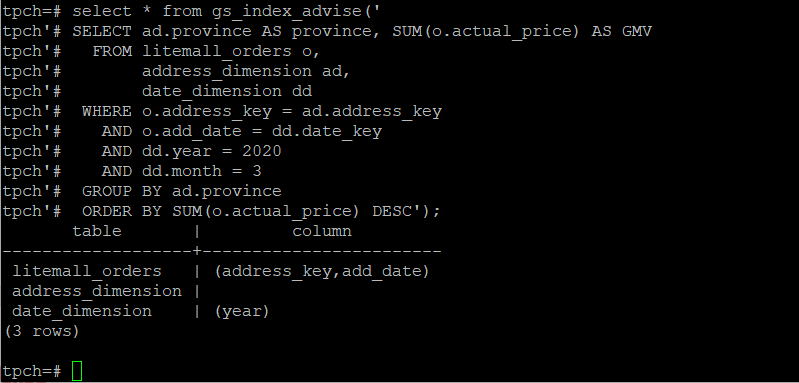 tpch=# select * from gs_index_advise('
tpch'# SELECT ad.province AS province, SUM(o.actual_price) AS GMV
tpch'#   FROM litemall_orders o,
tpch'#        address_dimension ad,
tpch'#        date_dimension dd
tpch'#  WHERE o.address_key = ad.address_key
tpch'#    AND o.add_date = dd.date_key
tpch'#    AND dd.year = 2020
tpch'#    AND dd.month = 3
tpch'#  GROUP BY ad.province
tpch'#  ORDER BY SUM(o.actual_price) DESC');
       table       |         column
-------------------+------------------------
 litemall_orders   | (address_key,add_date)
 address_dimension |
 date_dimension    | (year)
(3 rows)
tpch=#